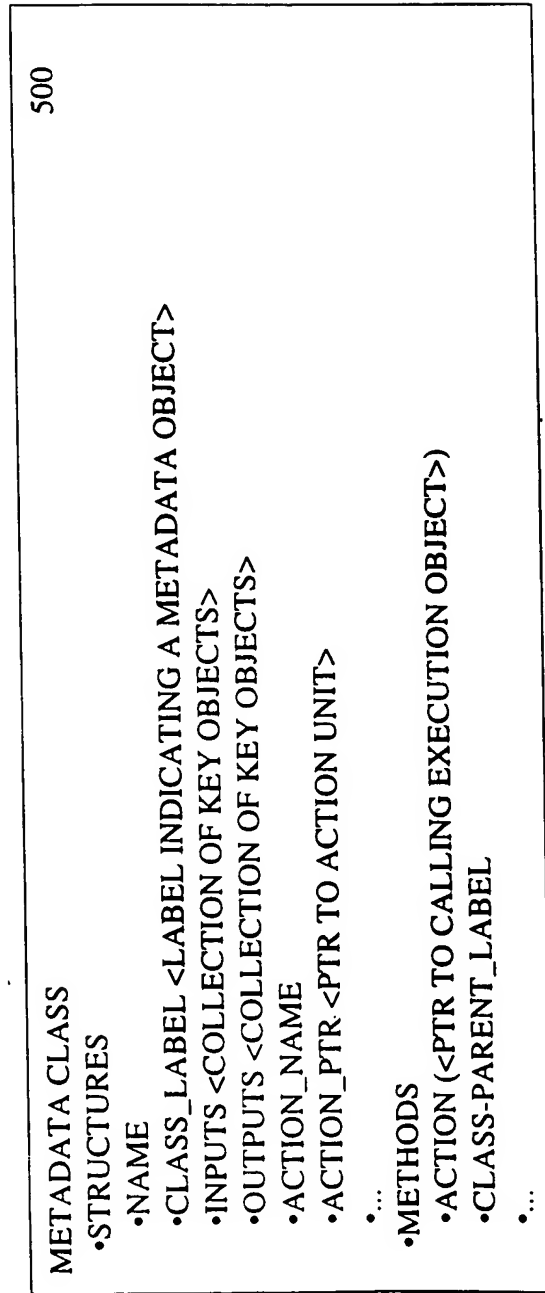 500
METADATA CLASS
•STRUCTURES
•NAME
•CLASS_LABEL <LABEL INDICATING A METADATA OBJECT>
•INPUTS <COLLECTION OF KEY OBJECTS>
•OUTPUTS <COLLECTION OF KEY OBJECTS>
•ACTION_NAME
•ACTION_PTR <PTR TO ACTION UNIT>
•...
•METHODS
•ACTION (<PTR TO CALLING EXECUTION OBJECT>)
•CLASS-PARENT_LABEL
•...